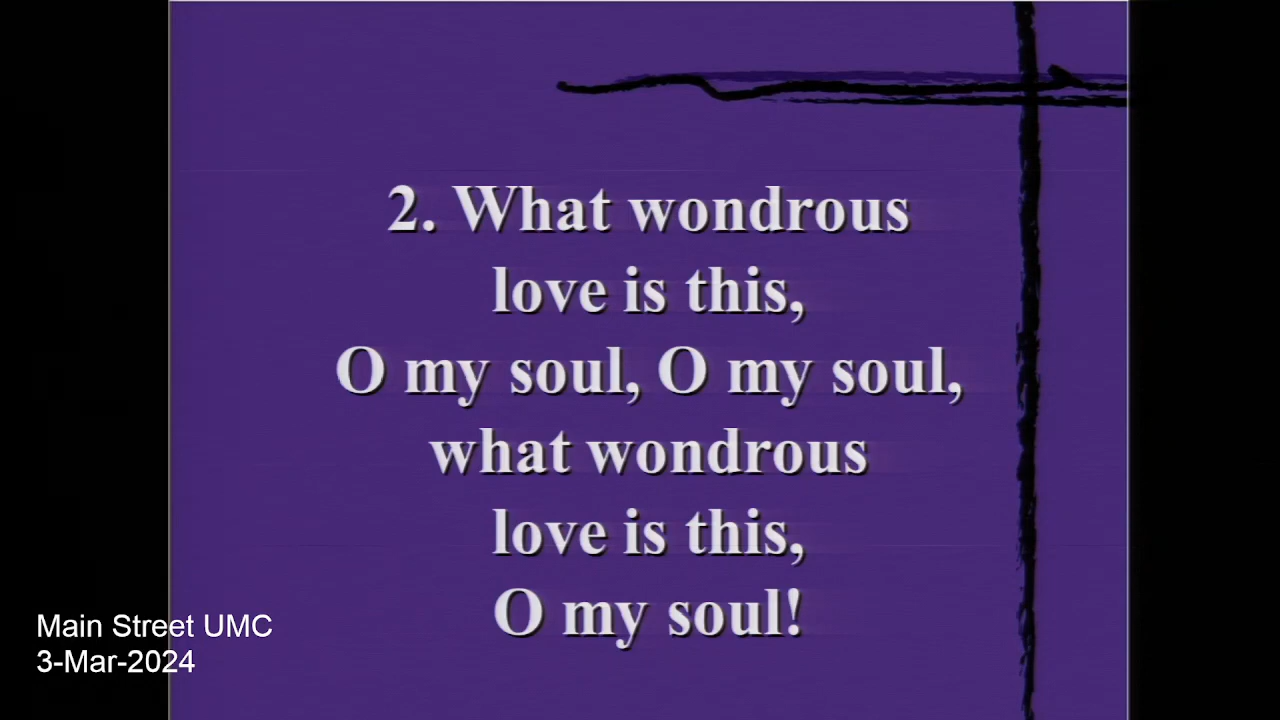 2. What wondrous
love is this,
O my soul, O my soul,
what wondrous
love is this,
O my soul!
Main Street UMC
3-Mar-2024